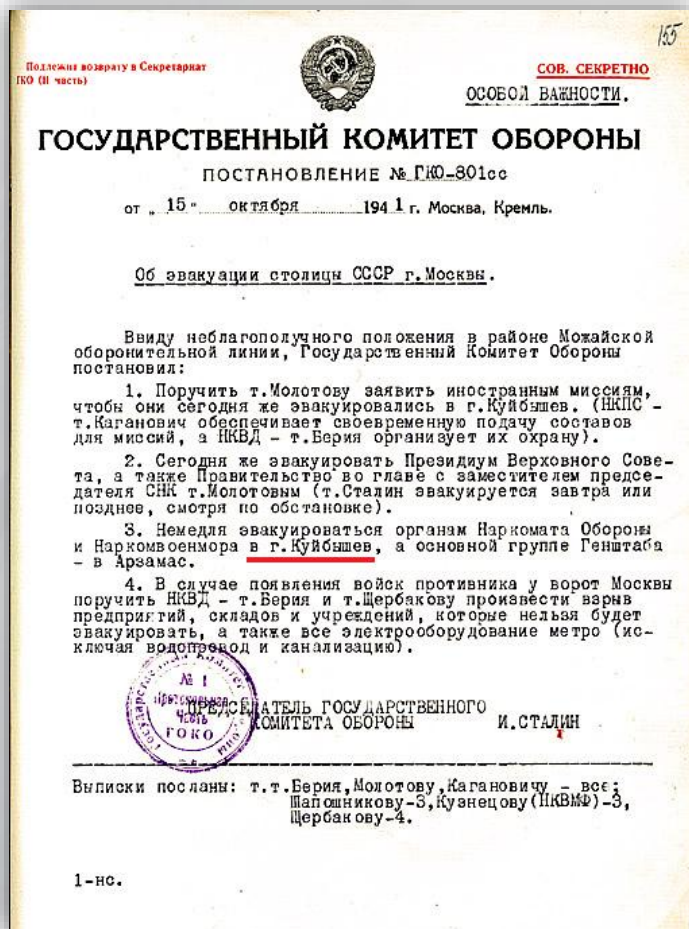 155
Подлежит возврату в Секретариат
ГКО (II часть)
СОВ. СЕКРЕТНО
ОСОБОЙ ВАЖНОСТИ.
ГОСУДАРСТВЕННЫЙ КОМИТЕТ ОБОРОНЫ
ПОСТАНОВЛЕНИЕ № ГКО-801сс
от „ 15 " октября 1941 г. Москва, Кремль.
Об эвакуации столицы СССР г.Москвы.
Ввиду неблагополучного положения в районе Можайской
оборонительной линии, Государственный Комитет Обороны
постановил:
1. Поручить т.Молотову заявить иностранным миссиям,
чтобы они сегодня же эвакуировались в г.Куйбышев. (НКПС -
т.Каганович обеспечивает своевременную подачу составов
для миссий, а НКВД - т.Берия организует их охрану).
2. Сегодня же эвакуировать Президиум Верховного Сове-
та, а также Правительство во главе с заместителем предсе-
дателя СНК т.Молотовым (т.Сталин эвакуируется завтра или
позднее, смотря по обстановке).
3. Немедля эвакуироваться органам Наркомата Обороны
и Наркомвоенмора в г.Куйбышев, а основной группе Генштаба
- в Арзамас.
4. В случае появления войск противника у ворот Москвы
поручить НКВД - т.Берия и т.Щербакову произвести взрыв
предприятий, складов и учреждений, которые нельзя будет
эвакуировать, а также все электрооборудование метро (ис-
ключая водопровод и канализацию).
ПРЕДСЕДАТЕЛЬ ГОСУДАРСТВЕННОГО
КОМИТЕТА ОБОРОНЫ И.СТАЛИН
№ 1
Протокольная
Часть
ГОКО
Выписки посланы: т.т.Берия,Молотову,Кагановичу - все;
Шапошникову-3,Кузнецову(НКВМФ)-3,
Щербакову-4.
1-нс.